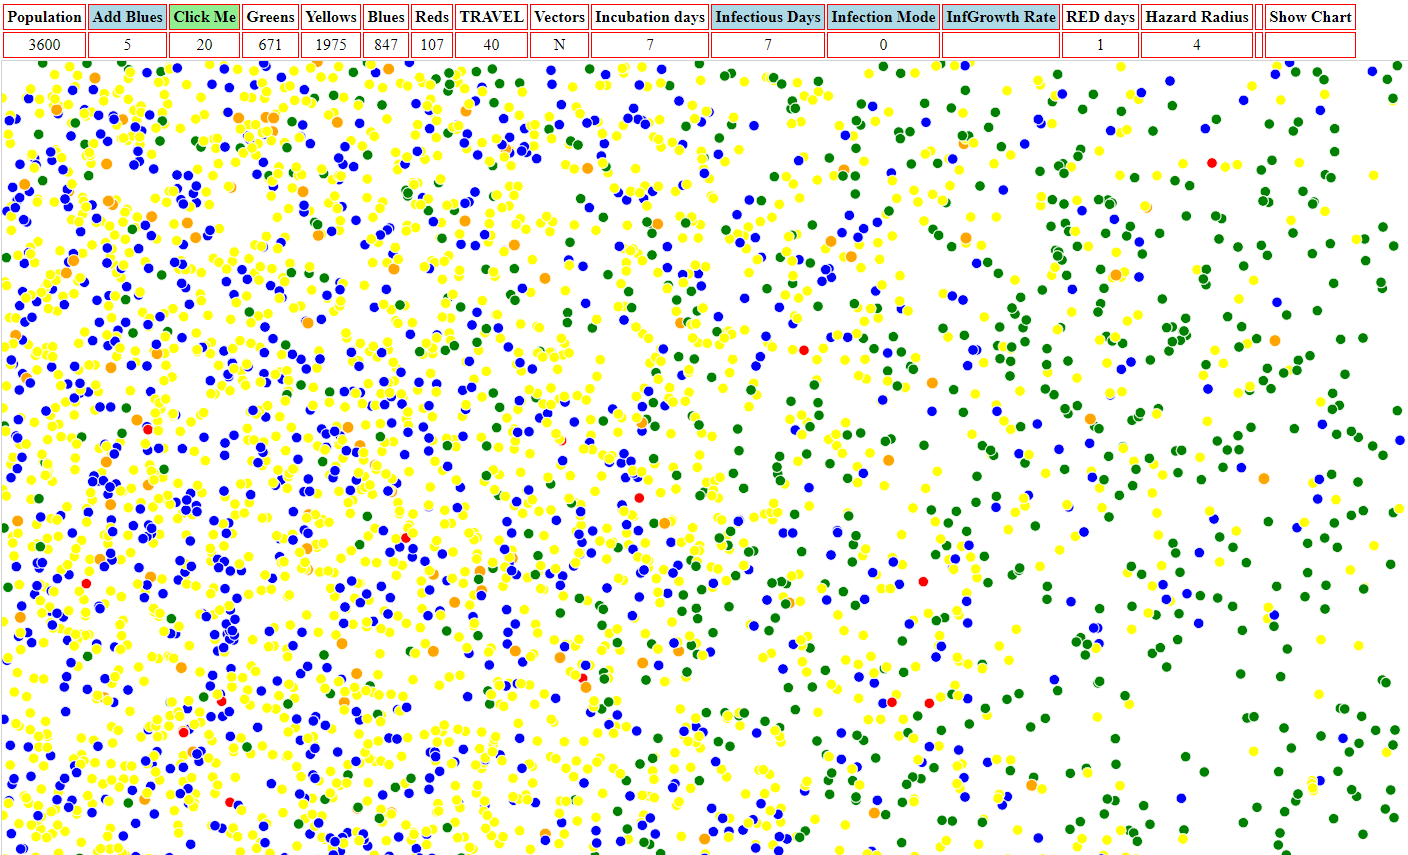 Population Add Blues Click Me Greens Yellows Blues Reds TRAVEL Vectors Incubation days Infectious Days Infection Mode InfGrowth Rate RED days Hazard Radius Show Chart
3600 5 20 671 1975 847 107 40 N 7 7 0 1 4